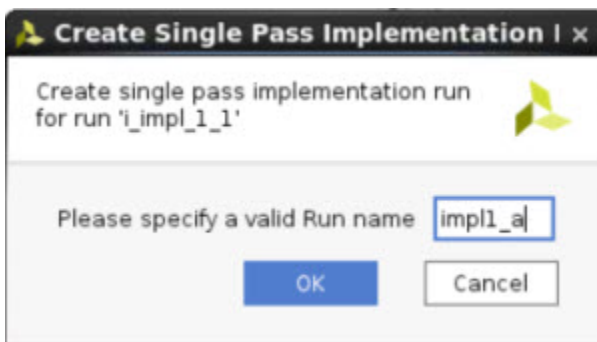 Create Single Pass Implementation I ×
Create single pass implementation run
for run 'i_impl_1_1'
Please specify a valid Run name impl1_a
OK Cancel